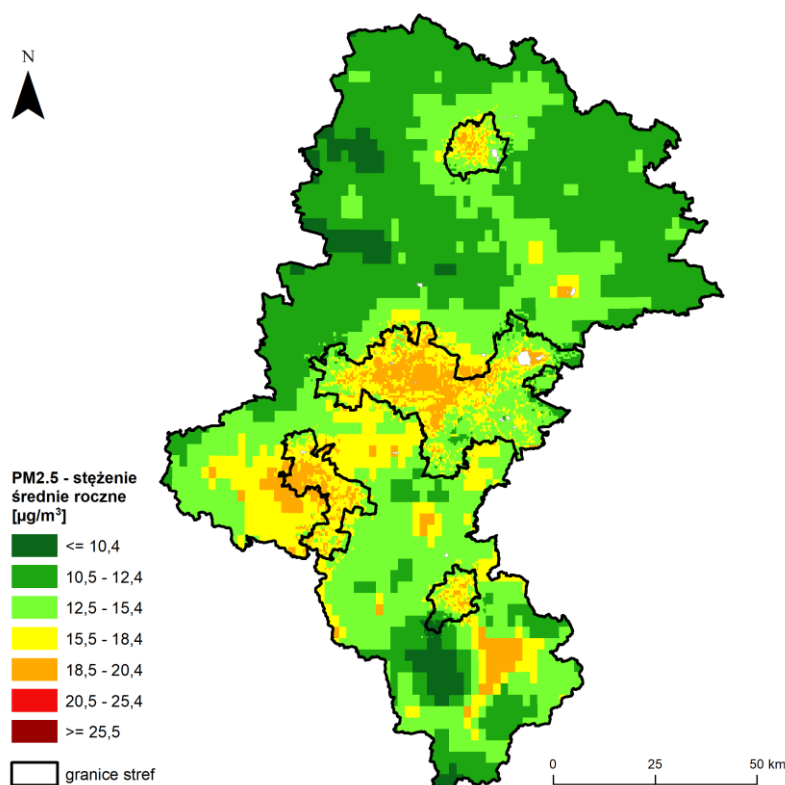 N
PM2.5 - stężenie
średnie roczne
[µg/m³]
<= 10,4
10,5 - 12,4
12,5 - 15,4
15,5 - 18,4
18,5 - 20,4
20,5 - 25,4
>= 25,5
granice stref
0 25 50 km